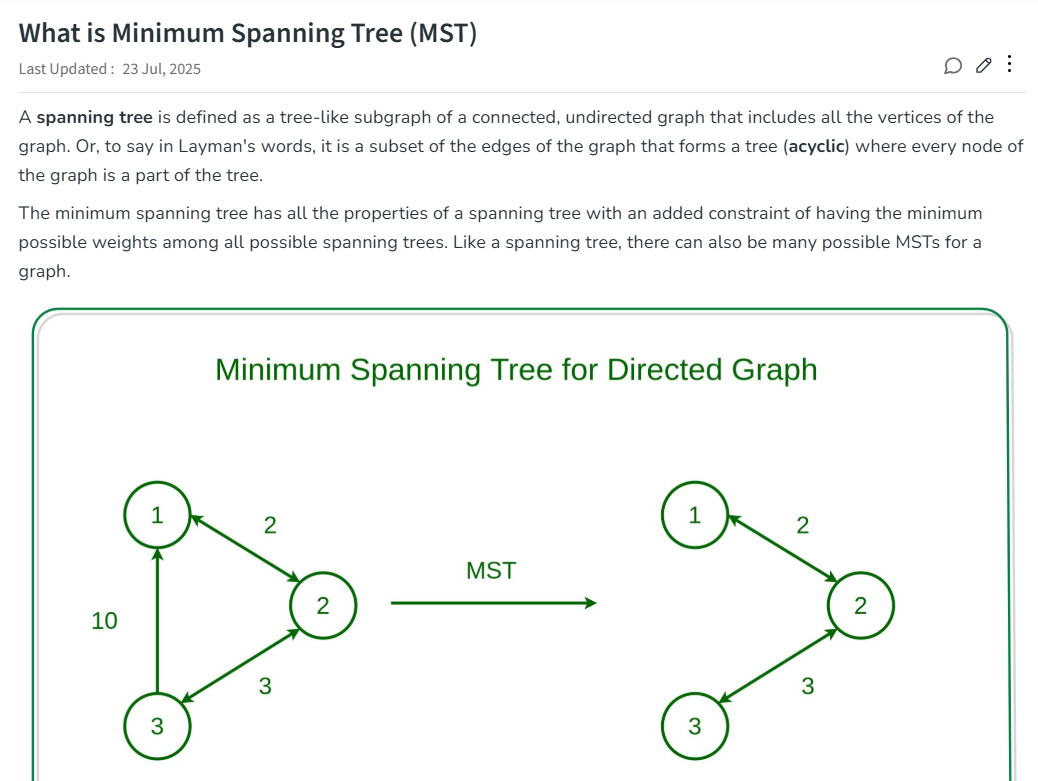 What is Minimum Spanning Tree (MST)
Last Updated : 23 Jul, 2025
A spanning tree is defined as a tree-like subgraph of a connected, undirected graph that includes all the vertices of the
graph. Or, to say in Layman's words, it is a subset of the edges of the graph that forms a tree (acyclic) where every node of
the graph is a part of the tree.
The minimum spanning tree has all the properties of a spanning tree with an added constraint of having the minimum
possible weights among all possible spanning trees. Like a spanning tree, there can also be many possible MSTs for a
graph.
Minimum Spanning Tree for Directed Graph
1
2
2
10
3
3
MST
1
2
2
3
3